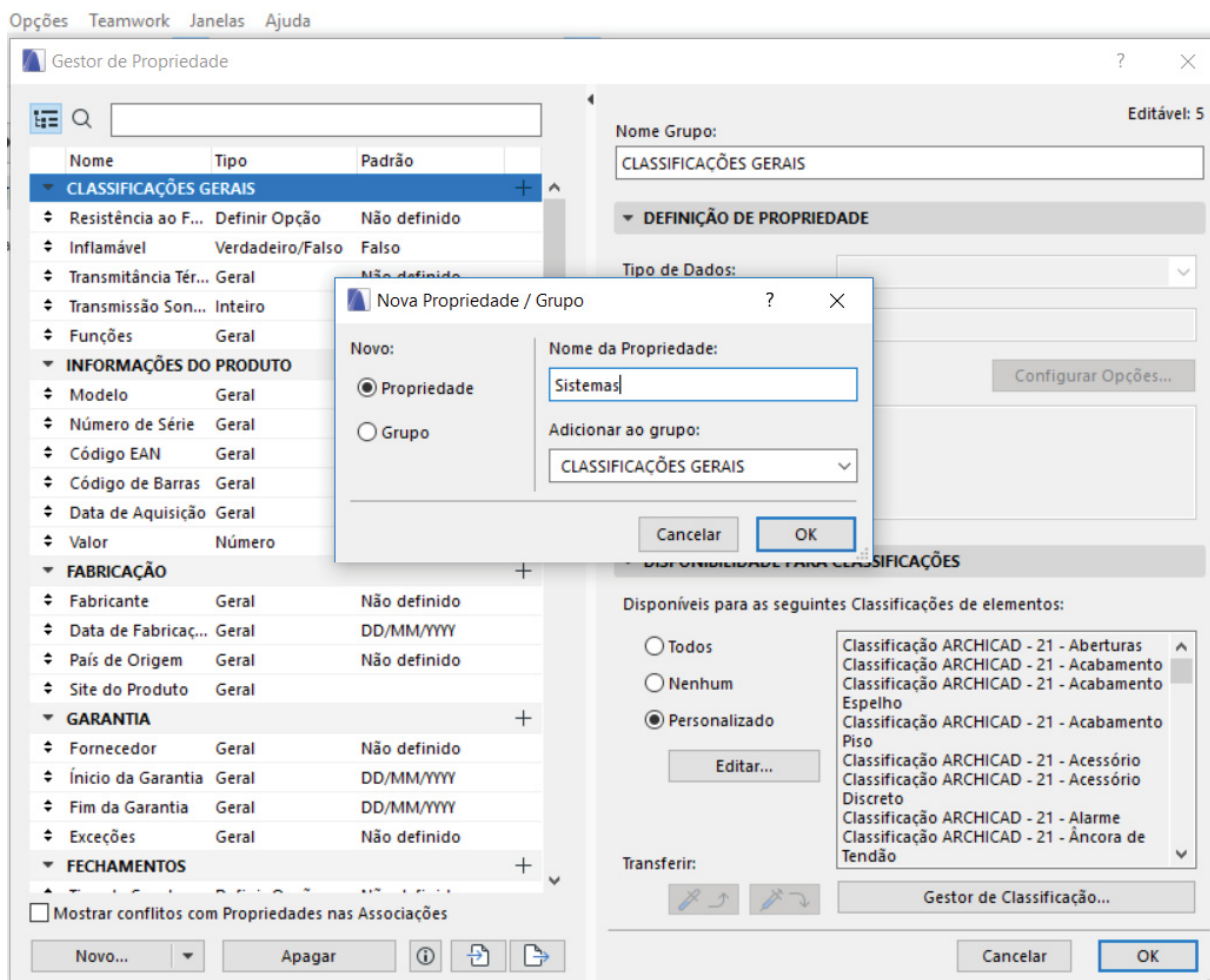 Opções Teamwork Janelas Ajuda
Gestor de Propriedade ?
Nome Tipo Padrão
CLASSIFICAÇÕES GERAIS
Resistência ao F... Definir Opção Não definido
Inflamável Verdadeiro/Falso Falso
Transmitância Tér... Geral Não definido
Transmissão Son... Inteiro
Funções Geral
INFORMAÇÕES DO PRODUTO
Modelo Geral
Número de Série Geral
Código EAN Geral
Código de Barras Geral
Data de Aquisição Geral
Valor Número
FABRICAÇÃO
Fabricante Geral Não definido
Data de Fabricaç... Geral DD/MM/YYYY
País de Origem Geral Não definido
Site do Produto Geral
GARANTIA
Fornecedor Geral Não definido
Ínicio da Garantia Geral DD/MM/YYYY
Fim da Garantia Geral DD/MM/YYYY
Exceções Geral Não definido
FECHAMENTOS
Mostrar conflitos com Propriedades nas Associações
Novo... Apagar
Nova Propriedade / Grupo ?
Novo:
Propriedade
Grupo
Nome da Propriedade:
Sistemas
Adicionar ao grupo:
CLASSIFICAÇÕES GERAIS
Cancelar OK
Editável: 5
Nome Grupo:
CLASSIFICAÇÕES GERAIS
DEFINIÇÃO DE PROPRIEDADE
Tipo de Dados:
Configurar Opções...
DISPONIBILIDADE PARA CLASSIFICAÇÕES
Disponíveis para as seguintes Classificações de elementos:
Todos
Nenhum
Personalizado
Editar...
Classificação ARCHICAD - 21 - Aberturas
Classificação ARCHICAD - 21 - Acabamento
Classificação ARCHICAD - 21 - Acabamento
Espelho
Classificação ARCHICAD - 21 - Acabamento
Piso
Classificação ARCHICAD - 21 - Acessório
Classificação ARCHICAD - 21 - Acessório
Discreto
Classificação ARCHICAD - 21 - Alarme
Classificação ARCHICAD - 21 - Âncora de
Tendão
Transferir:
Gestor de Classificação...
Cancelar OK